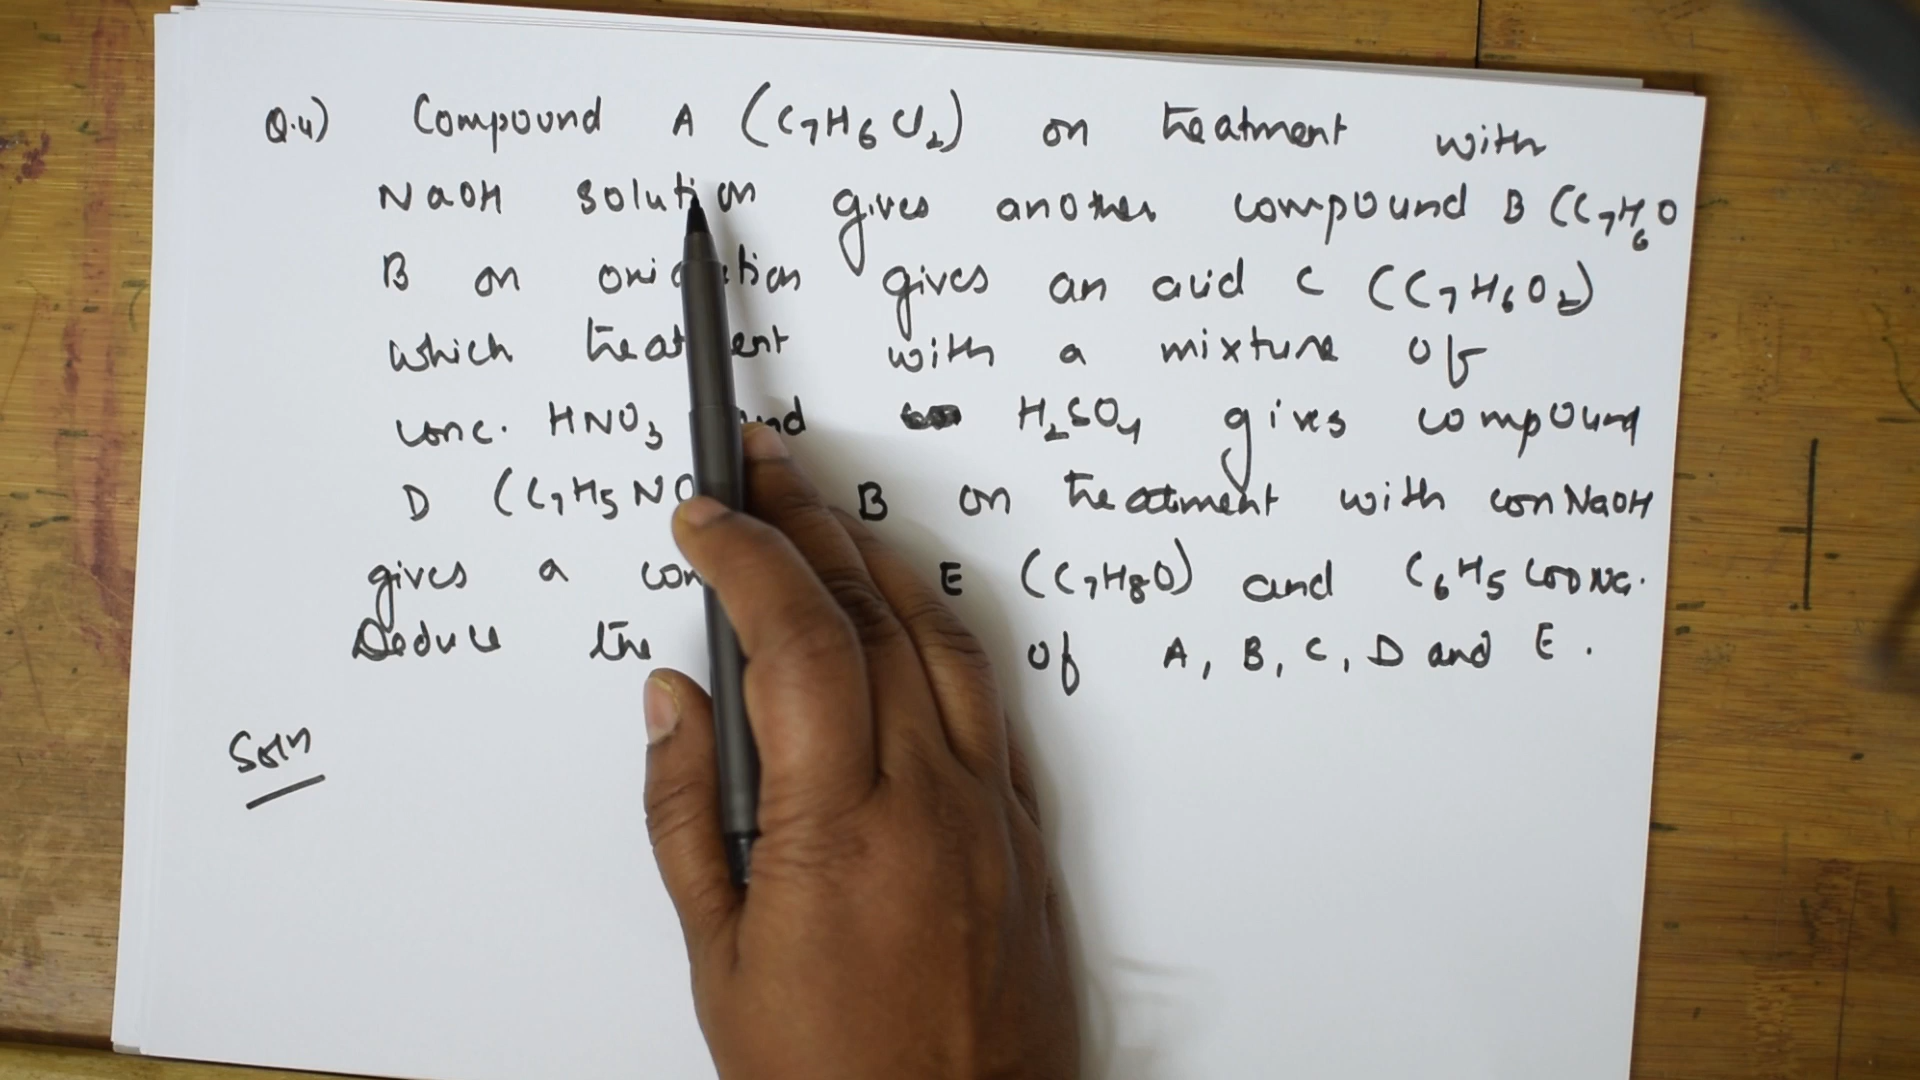 Q.4) Compound A (C7H6Cl2) on treatment with
NaOH solution gives another compound B (C7H6O
B on oxidation gives an acid C (C7H6O2)
which treatment with a mixture of
conc. HNO3 and H2SO4 gives compound
D (C7H5NO B on treatment with con NaOH
gives a com E (C7H8O) and C6H5COONa.
Deduce the of A, B, C, D and E.
Soln